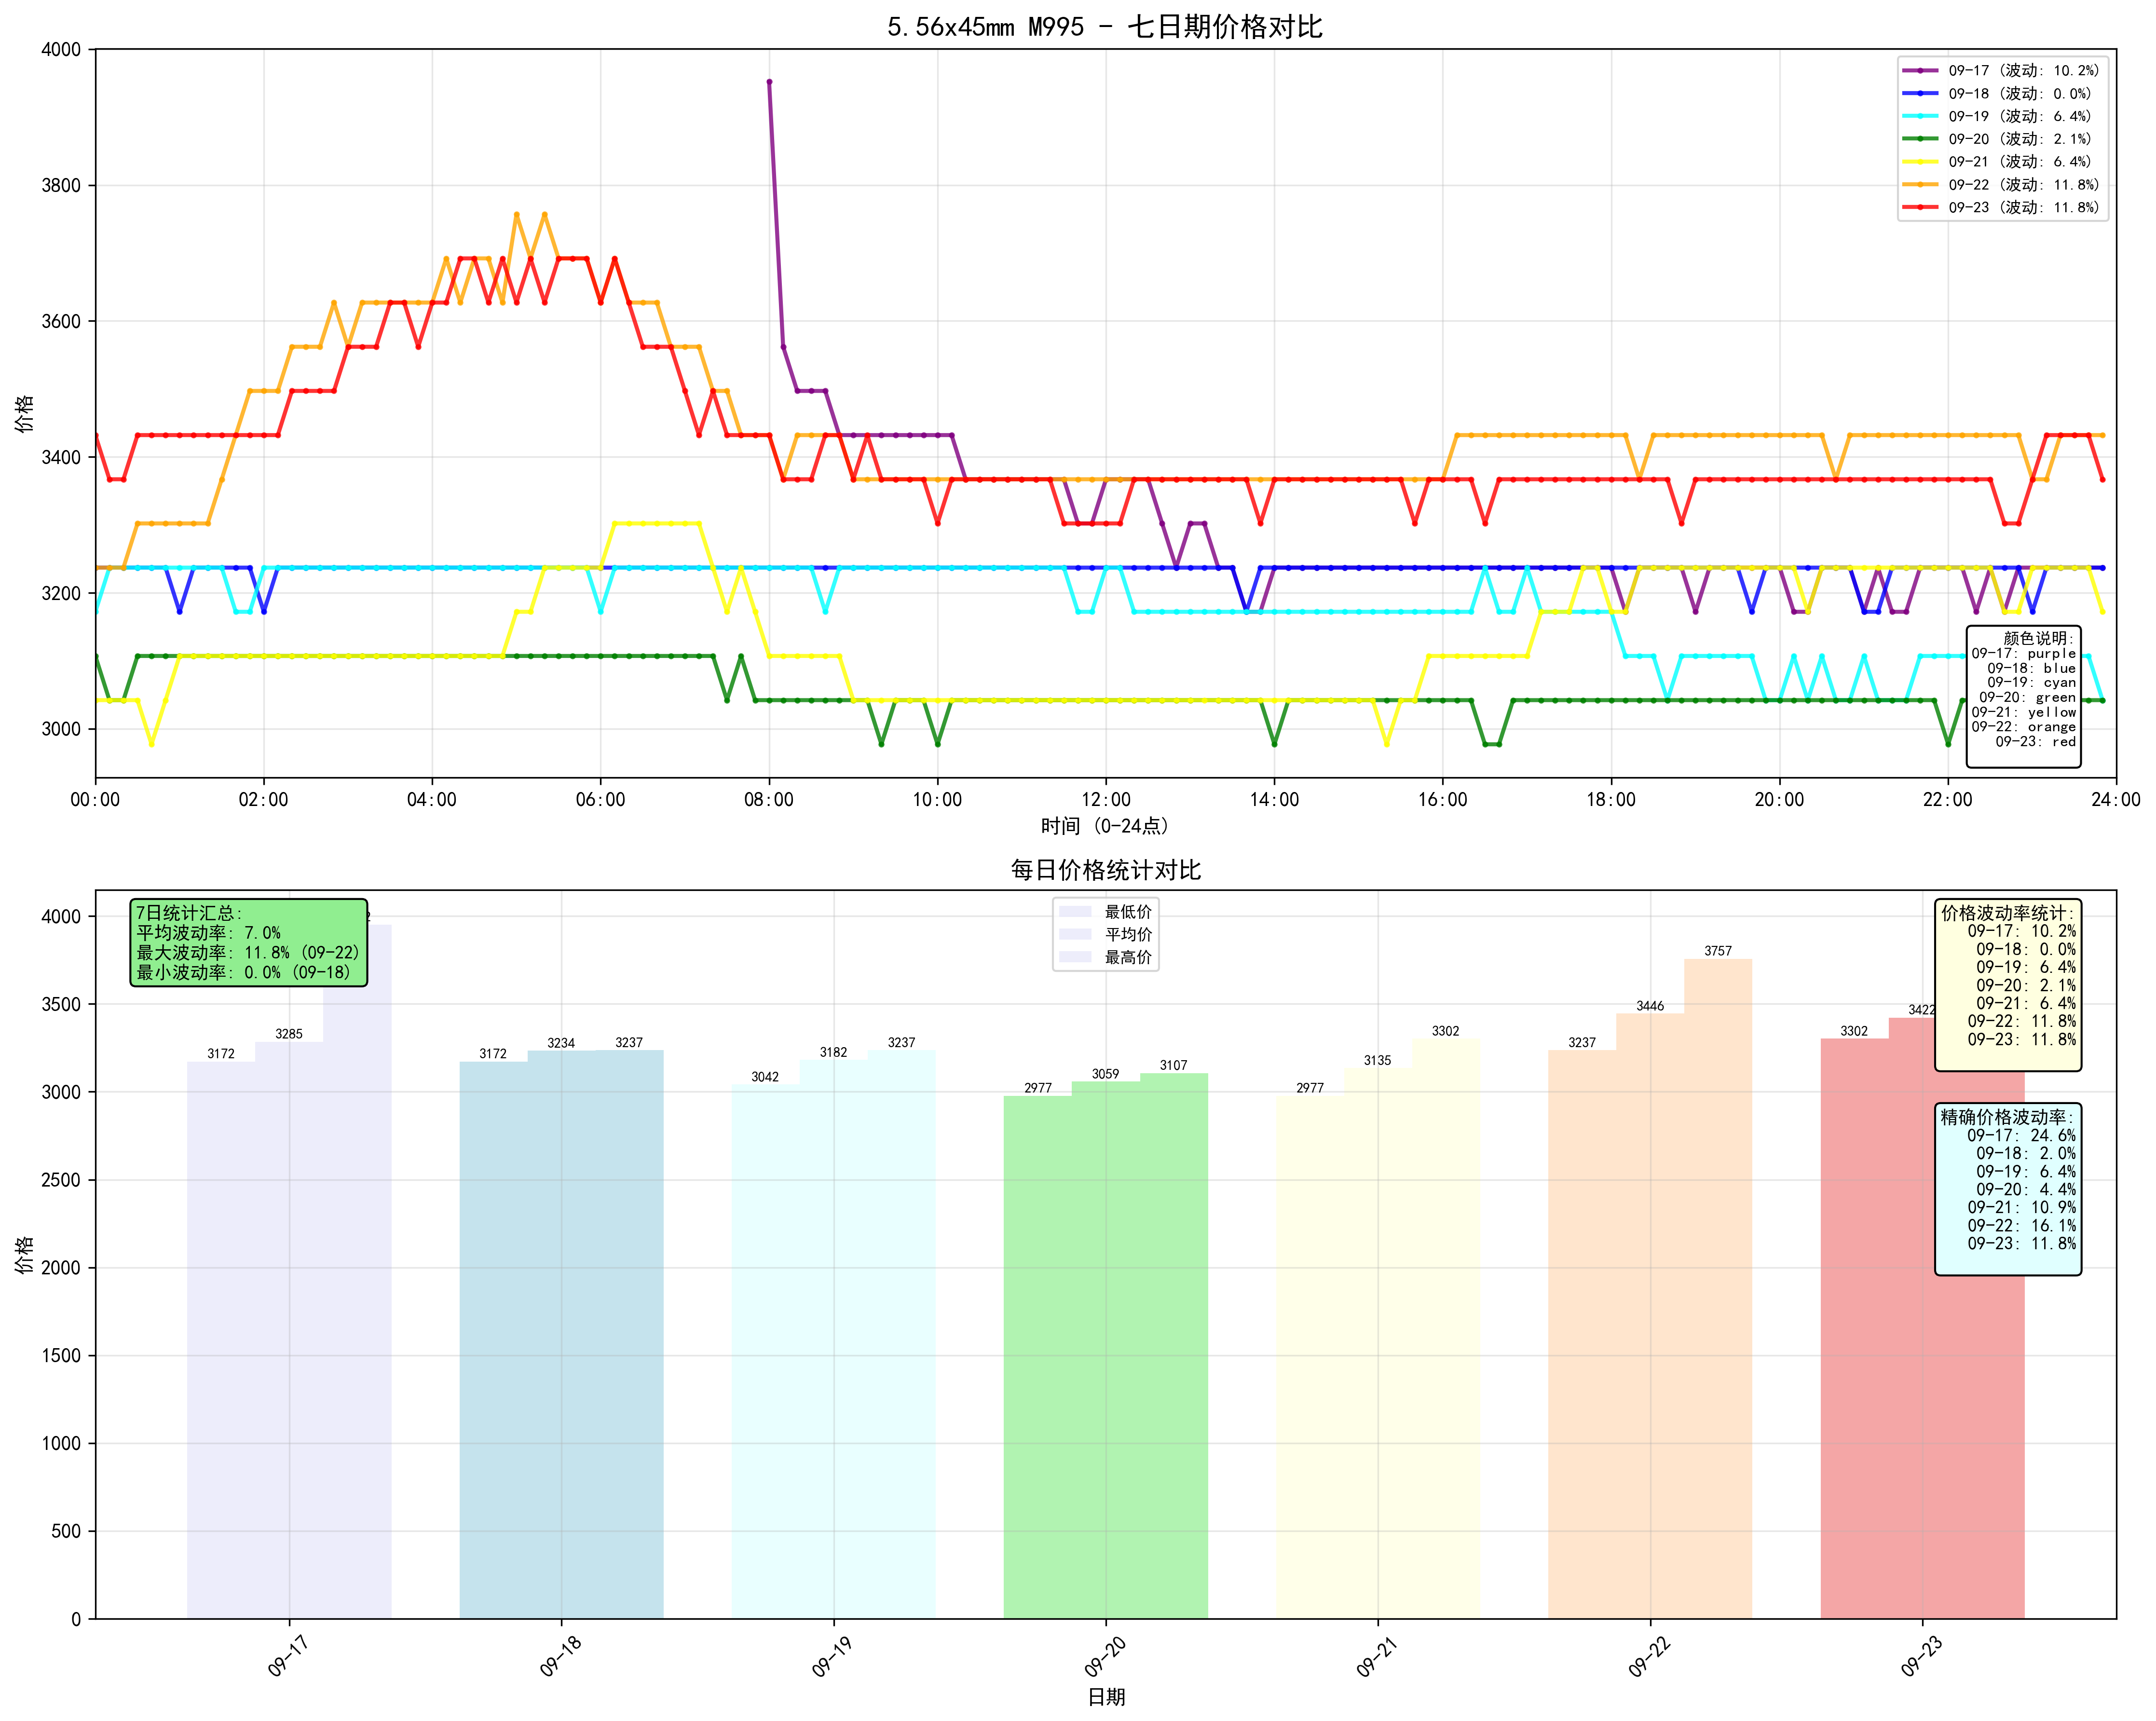 5.56x45mm M995 - 七日期价格对比
价格
4000
3800
3600
3400
3200
3000
09-17 (波动: 10.2%)
09-18 (波动: 0.0%)
09-19 (波动: 6.4%)
09-20 (波动: 2.1%)
09-21 (波动: 6.4%)
09-22 (波动: 11.8%)
09-23 (波动: 11.8%)
颜色说明:
09-17: purple
09-18: blue
09-19: cyan
09-20: green
09-21: yellow
09-22: orange
09-23: red
00:00 02:00 04:00 06:00 08:00 10:00 12:00 14:00 16:00 18:00 20:00 22:00 24:00
时间 (0-24点)
每日价格统计对比
价格
4000
3500
3000
2500
2000
1500
1000
500
0
7日统计汇总:
平均波动率: 7.0%
最大波动率: 11.8% (09-22)
最小波动率: 0.0% (09-18)
最低价
平均价
最高价
价格波动率统计:
09-17: 10.2%
09-18: 0.0%
09-19: 6.4%
09-20: 2.1%
09-21: 6.4%
09-22: 11.8%
09-23: 11.8%
精确价格波动率:
09-17: 24.6%
09-18: 2.0%
09-19: 6.4%
09-20: 4.4%
09-21: 10.9%
09-22: 16.1%
09-23: 11.8%
3172 3285
3172 3234 3237
3042 3182 3237
2977 3059 3107
2977 3135 3302
3237 3446 3757
3302 3422
09-17 09-18 09-19 09-20 09-21 09-22 09-23
日期